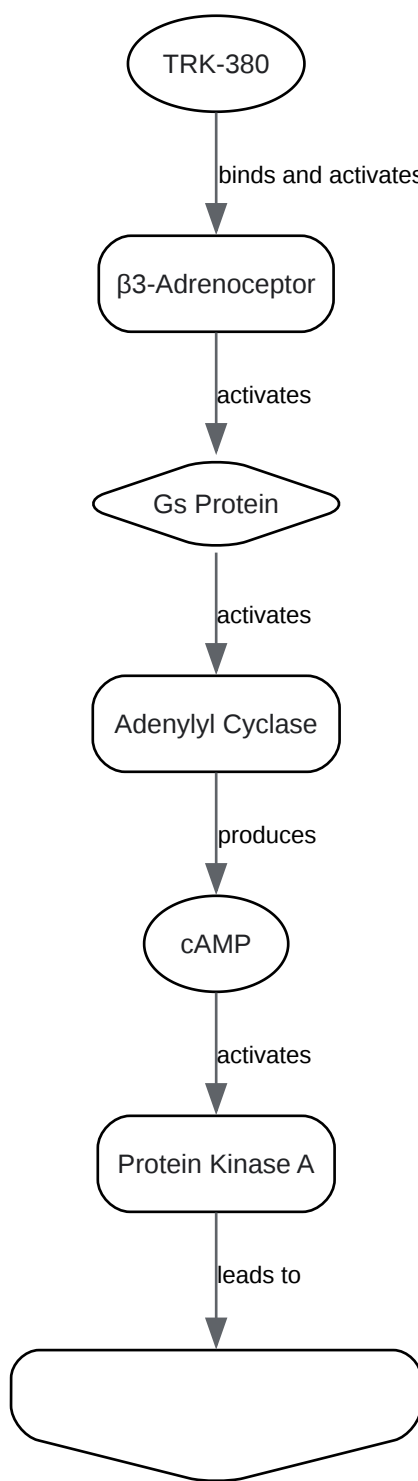 TRK-380
binds and activates
β3-Adrenoceptor
activates
Gs Protein
activates
Adenylyl Cyclase
produces
cAMP
activates
Protein Kinase A
leads to